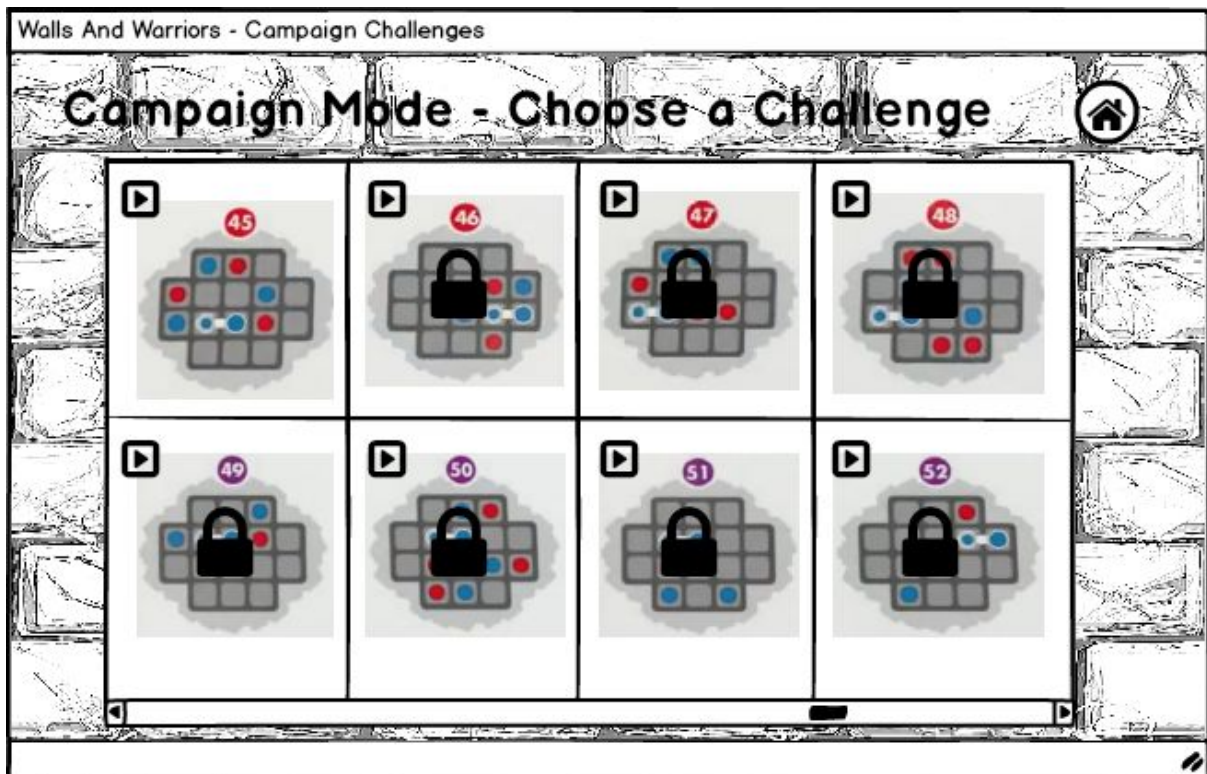 Walls And Warriors - Campaign Challenges
Campaign Mode - Choose a Challenge
45 46 47 48
49 50 51 52